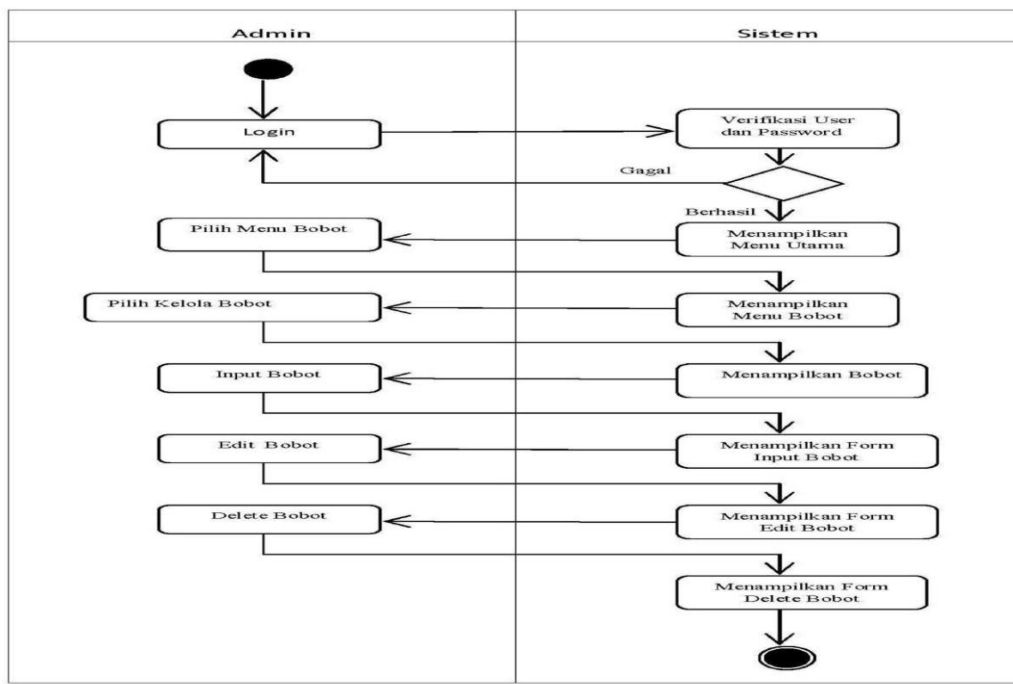 Admin
Sistem
Login
Verifikasi User
dan Password
Gagal
Berhasil
Pilih Menu Bobot
Menampilkan
Menu Utama
Pilih Kelola Bobot
Menampilkan
Menu Bobot
Input Bobot
Menampilkan Bobot
Edit Bobot
Menampilkan Form
Input Bobot
Delete Bobot
Menampilkan Form
Edit Bobot
Menampilkan Form
Delete Bobot